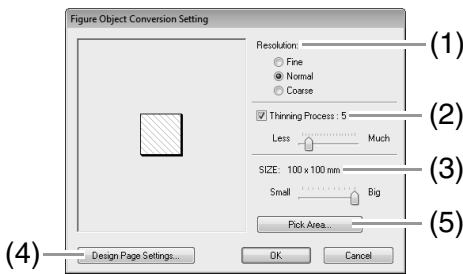 Figure Object Conversion Setting
Resolution: (1)
Fine
Normal
Coarse
Thinning Process : 5 (2)
Less Much
SIZE: 100 x 100 mm (3)
Small Big
Pick Area... (5)
(4) Design Page Settings... OK Cancel